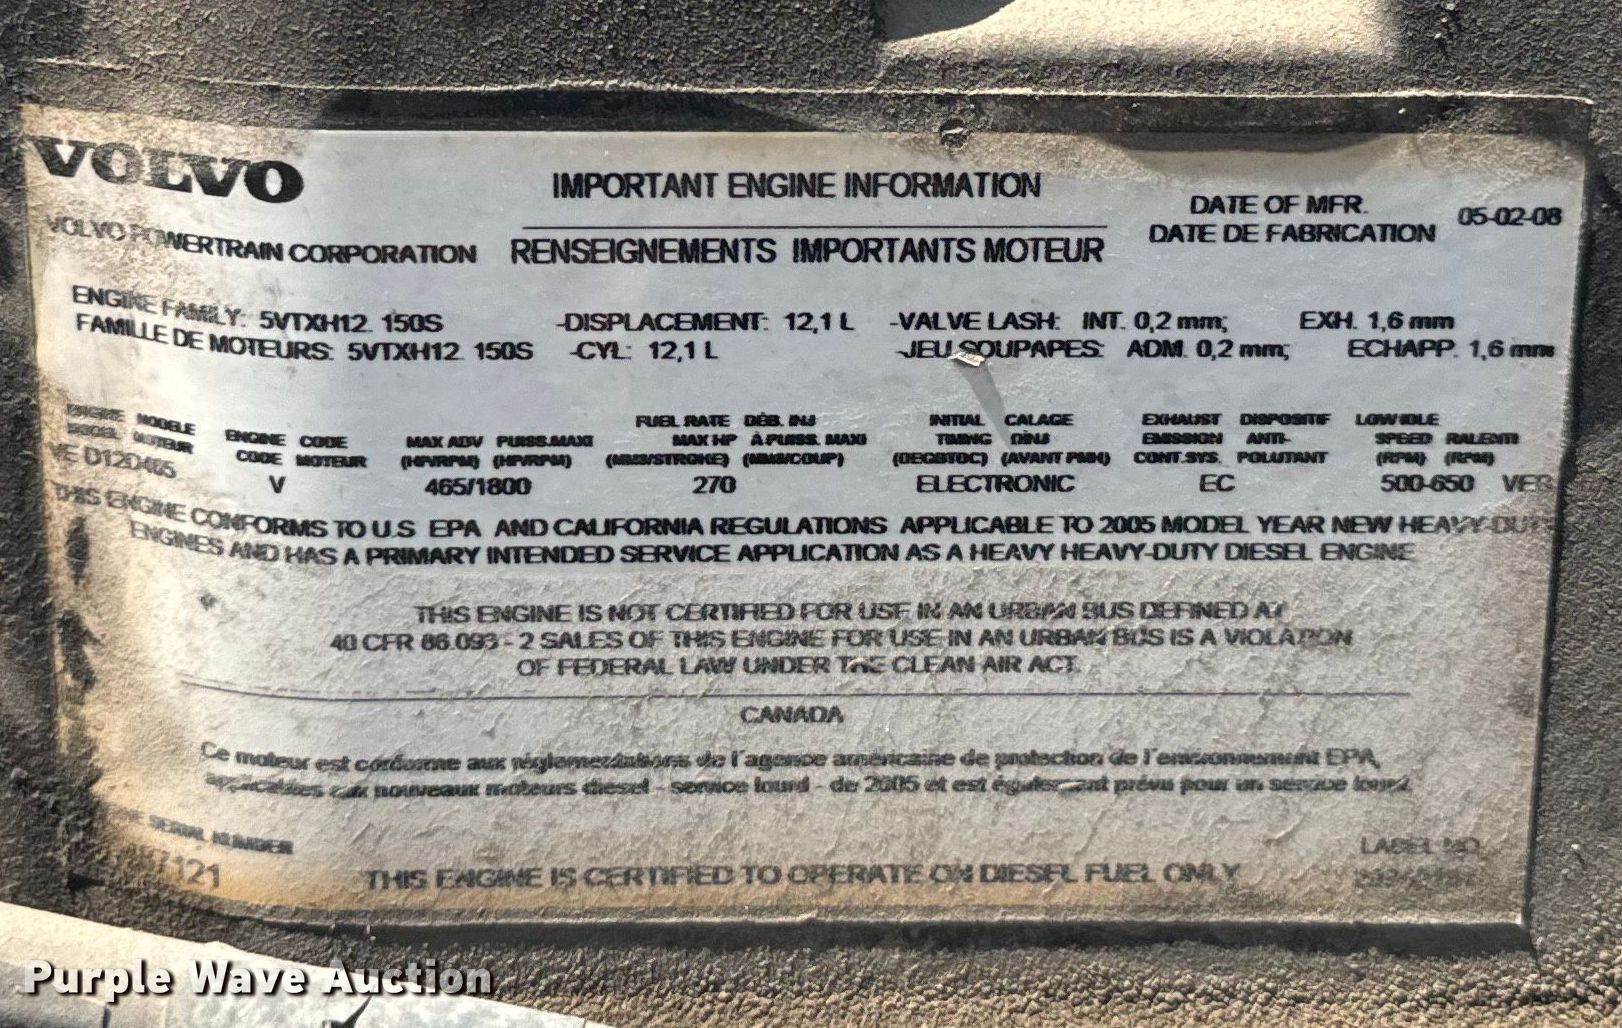 VOLVO
VOLVO POWERTRAIN CORPORATION
IMPORTANT ENGINE INFORMATION
RENSEIGNEMENTS IMPORTANTS MOTEUR
DATE OF MFR.
DATE DE FABRICATION
05-02-08
ENGINE FAMILY: 5VTXH12 150S -DISPLACEMENT: 12,1 L -VALVE LASH: INT. 0,2 mm; EXH. 1,6 mm
FAMILLE DE MOTEURS: 5VTXH12 150S -CYL: 12,1 L -JEU SOUPAPES: ADM. 0,2 mm; ECHAPP. 1,6 mm
FUEL RATE DÉB. INJ INITIAL CALAGE EXHAUST DISPOSITIF LOW IDLE
ENGINE MODELE ENGINE CODE MAX ADV PUISS.MAXI MAX HP À PUISS. MAXI TIMING D'INJ EMISSION ANTI- SPEED RALENTI
MODEL MOTEUR CODE MOTEUR (HP/RPM) (HP/RPM) (MM3/STROKE) (MM3/COUP) (DEGBTDC) (AVANT PMH) CONT.SYS. POLUTANT (RPM) (RPM)
VE D12D465 V 465/1800 270 ELECTRONIC EC 500-650
THIS ENGINE CONFORMS TO U.S EPA AND CALIFORNIA REGULATIONS APPLICABLE TO 2005 MODEL YEAR NEW HEAVY-DUTY
ENGINES AND HAS A PRIMARY INTENDED SERVICE APPLICATION AS A HEAVY HEAVY-DUTY DIESEL ENGINE
THIS ENGINE IS NOT CERTIFIED FOR USE IN AN URBAN BUS DEFINED AT
40 CFR 86.093 - 2 SALES OF THIS ENGINE FOR USE IN AN URBAN BUS IS A VIOLATION
OF FEDERAL LAW UNDER THE CLEAN AIR ACT.
CANADA
Ce moteur est conforme aux réglementations de l'agence américaine de protection de l'environnement EPA,
applicables aux nouveaux moteurs diesel - service lourd - de 2005 et est également prévu pour un service lourd.
SERIAL NUMBER
7121
THIS ENGINE IS CERTIFIED TO OPERATE ON DIESEL FUEL ONLY
LABEL NO.
Purple Wave Auction